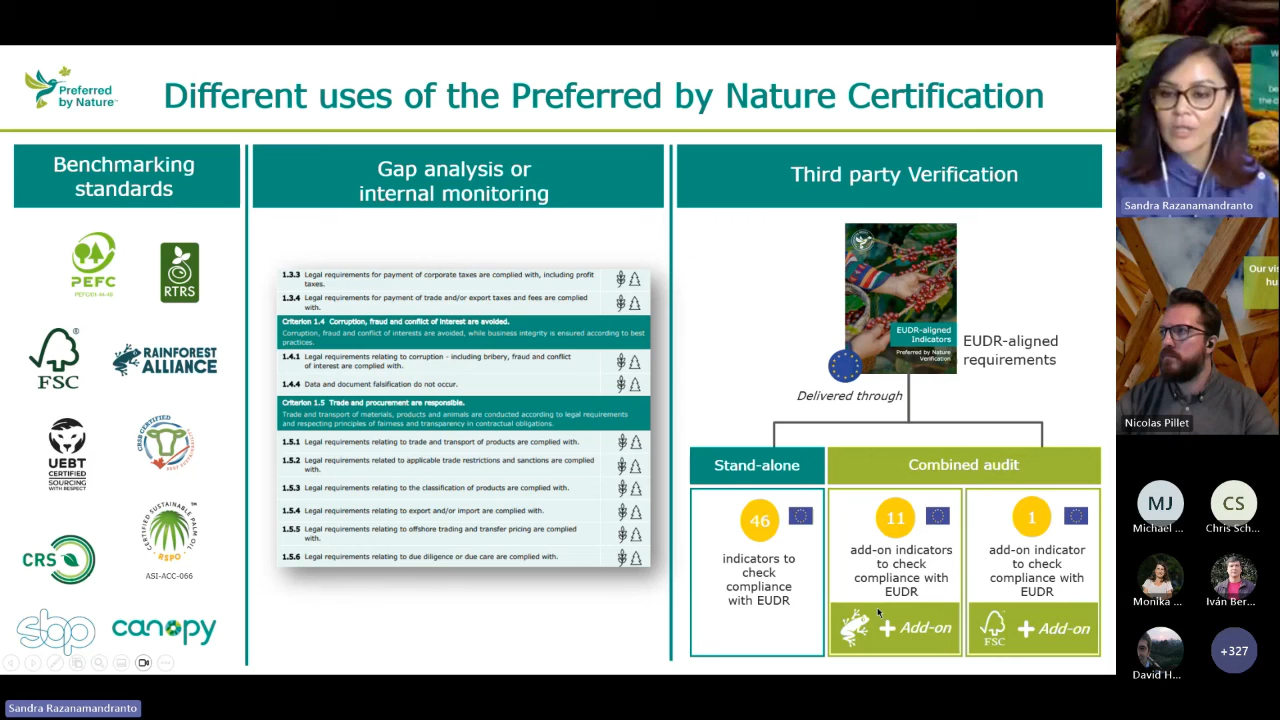 Preferred
by Nature™
Different uses of the Preferred by Nature Certification
Benchmarking
standards
PEFC
PEFC/01-44-48
RTRS
FSC
®
RAINFOREST
ALLIANCE
UEBT
CERTIFIED
SOURCING
WITH RESPECT
CRSB CERTIFIED
CRS
CERTIFIED SUSTAINABLE PALM OIL
RSPO
™
ASI-ACC-066
sbp
canopy
Gap analysis or
internal monitoring
1.3.3 Legal requirements for payment of corporate taxes are complied with, including profit
taxes.
1.3.4 Legal requirements for payment of trade and/or export taxes and fees are complied
with.
Criterion 1.4 Corruption, fraud and conflict of interest are avoided.
Corruption, fraud and conflict of interests are avoided, while business integrity is ensured according to best
practices.
1.4.1 Legal requirements relating to corruption - including bribery, fraud and conflict
of interest are complied with.
1.4.4 Data and document falsification do not occur.
Criterion 1.5 Trade and procurement are responsible.
Trade and transport of materials, products and animals are conducted according to legal requirements
and respecting principles of fairness and transparency in contractual obligations.
1.5.1 Legal requirements relating to trade and transport of products are complied with.
1.5.2 Legal requirements related to applicable trade restrictions and sanctions are complied
with.
1.5.3 Legal requirements relating to the classification of products are complied with.
1.5.4 Legal requirements relating to export and/or import are complied with.
1.5.5 Legal requirements relating to offshore trading and transfer pricing are complied
with.
1.5.6 Legal requirements relating to due diligence or due care are complied with.
Third party Verification
EUDR-aligned
Indicators
Preferred by Nature
Verification
EUDR-aligned
requirements
Delivered through
Stand-alone
Combined audit
46
indicators to
check
compliance
with EUDR
11
add-on indicators
to check
compliance with
EUDR
+ Add-on
1
add-on indicator
to check
compliance with
EUDR
FSC
+ Add-on
Sandra Razanamandranto
Our vis
hu
Nicolas Pillet
MJ
Michael ...
CS
Chris Sch...
Monika ...
Iván Ber...
David H...
+327
Sandra Razanamandranto